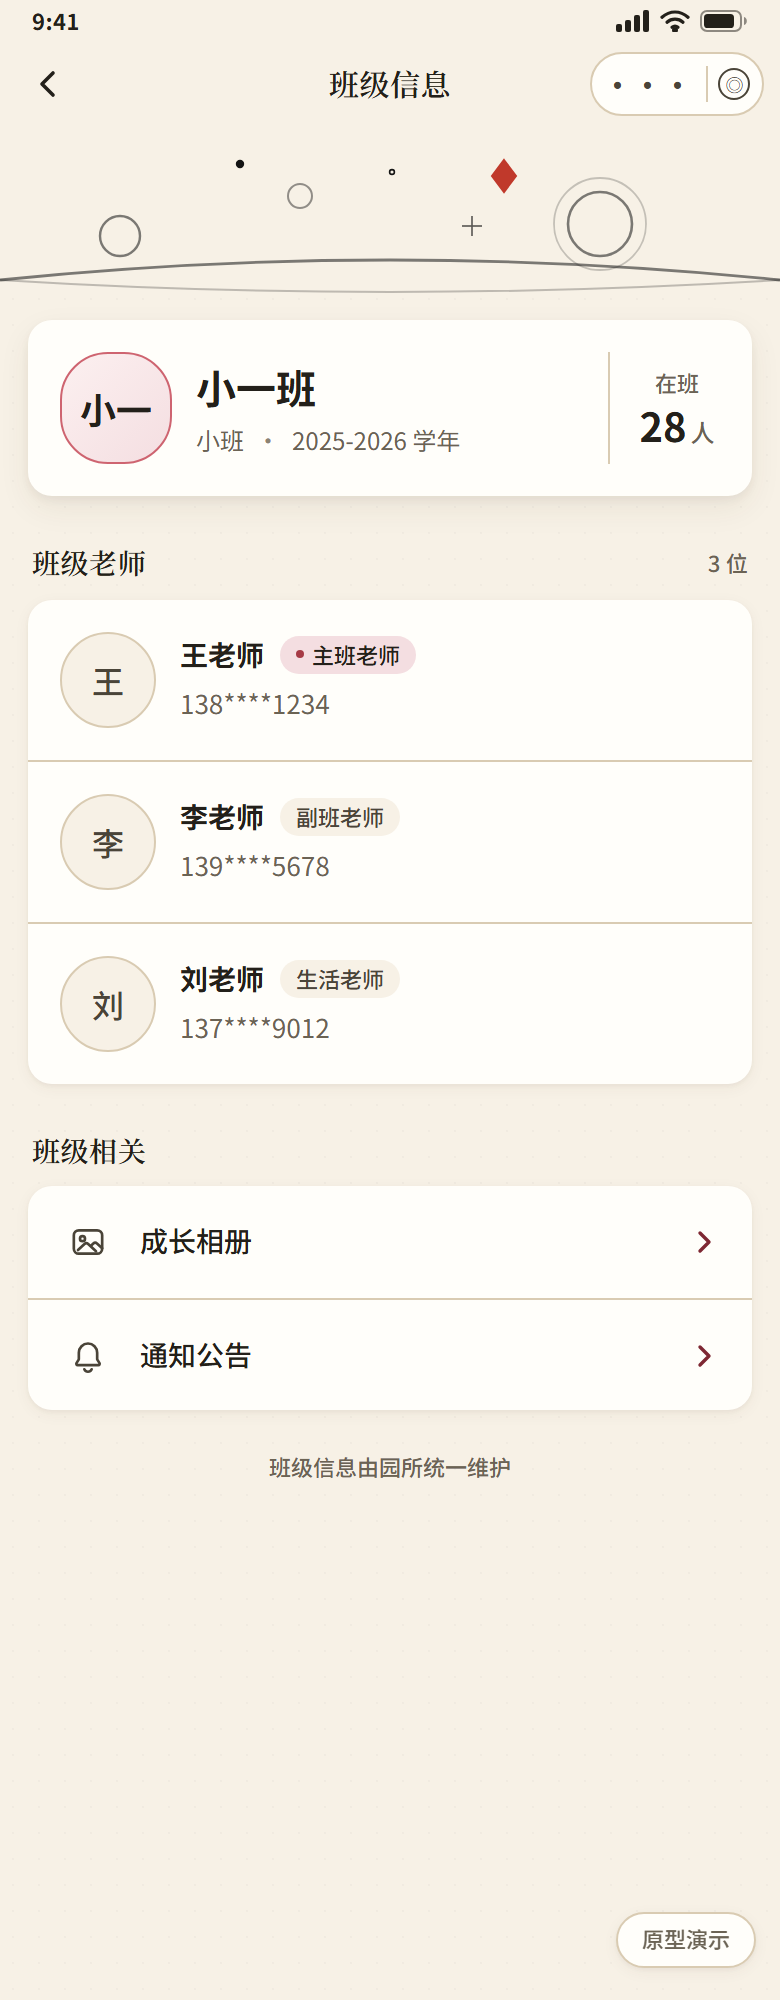 9:41
班级信息
小一
小一班
小班 • 2025-2026 学年
在班
28 人
班级老师
3 位
王
王老师
主班老师
138****1234
李
李老师
副班老师
139****5678
刘
刘老师
生活老师
137****9012
班级相关
成长相册
通知公告
班级信息由园所统一维护
原型演示